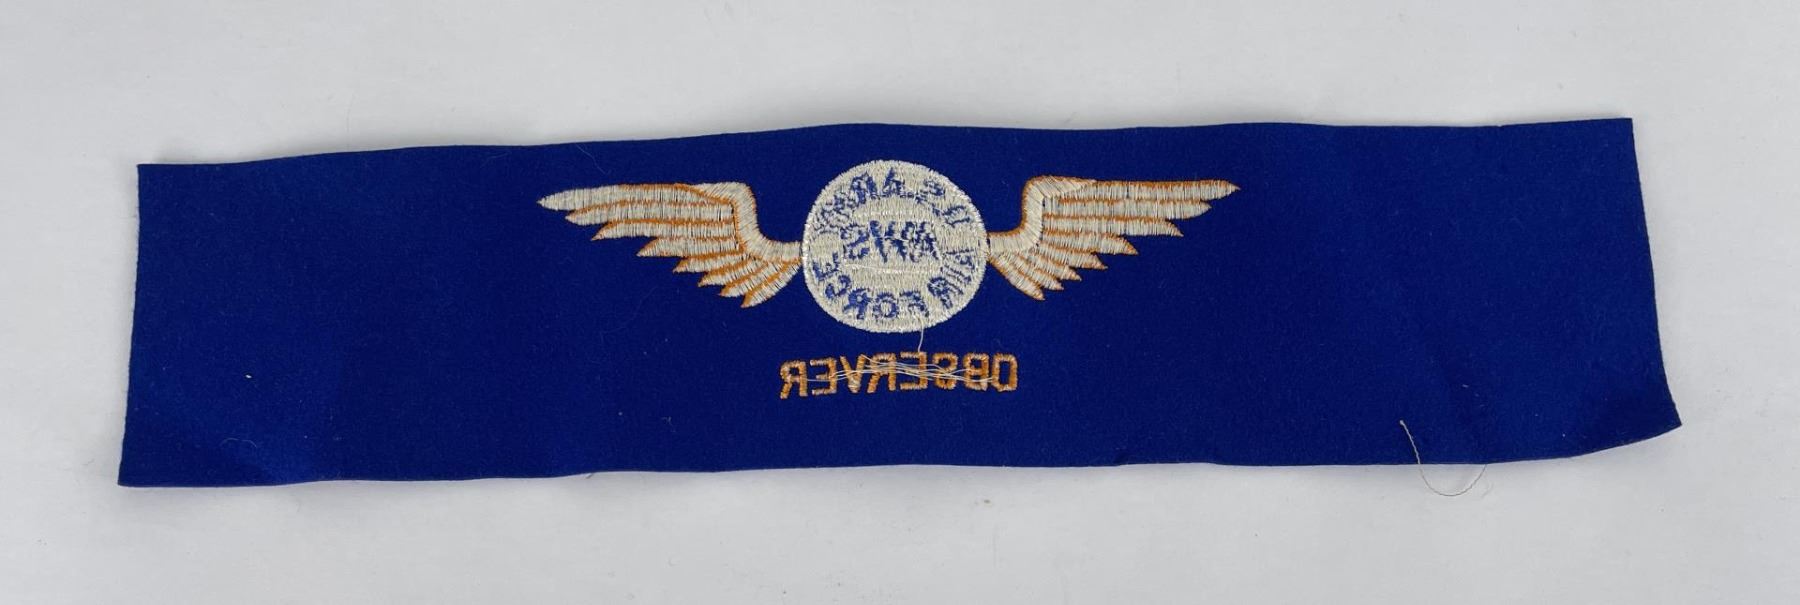 U.S. ARMY
AWS
AIR FORCE
OBSERVER